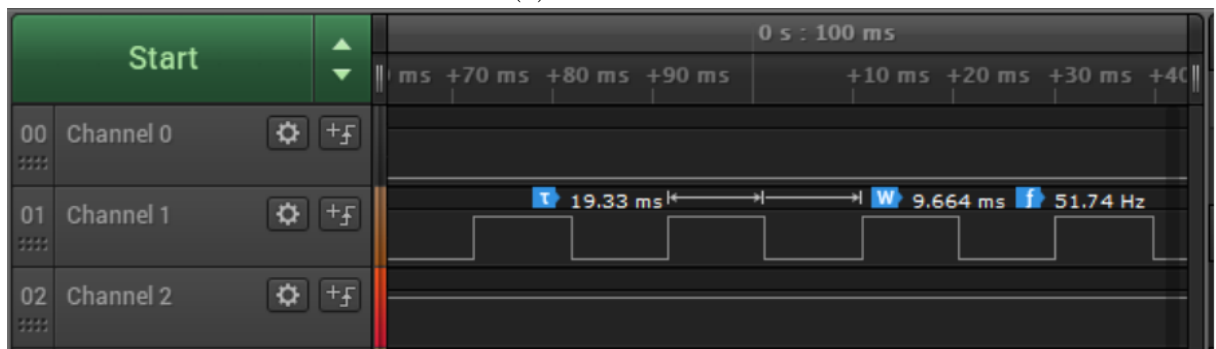 Start
0 s : 100 ms
ms +70 ms +80 ms +90 ms +10 ms +20 ms +30 ms +40
00 Channel 0
01 Channel 1
τ 19.33 ms W 9.664 ms f 51.74 Hz
02 Channel 2